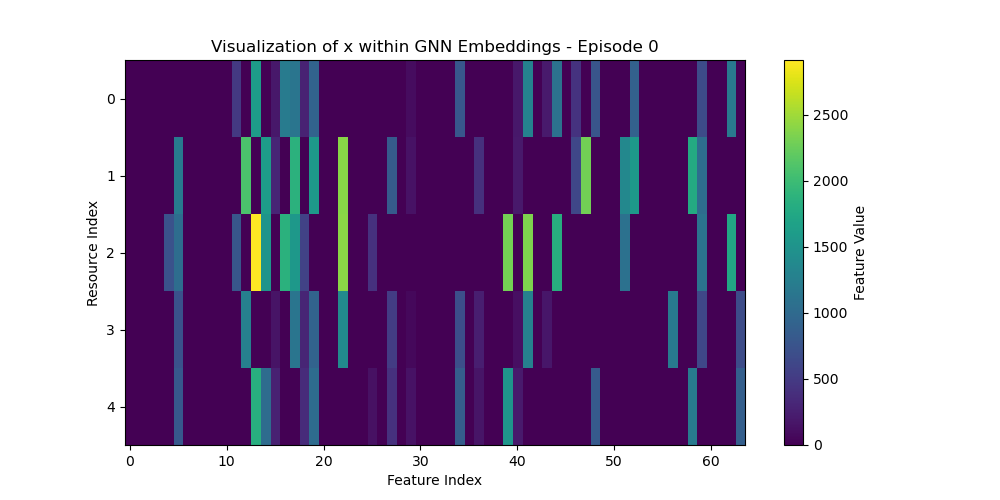 Visualization of x within GNN Embeddings - Episode 0
Resource Index
0
1
2
3
4
0 10 20 30 40 50 60
Feature Index
2500
2000
1500
1000
500
0
Feature Value